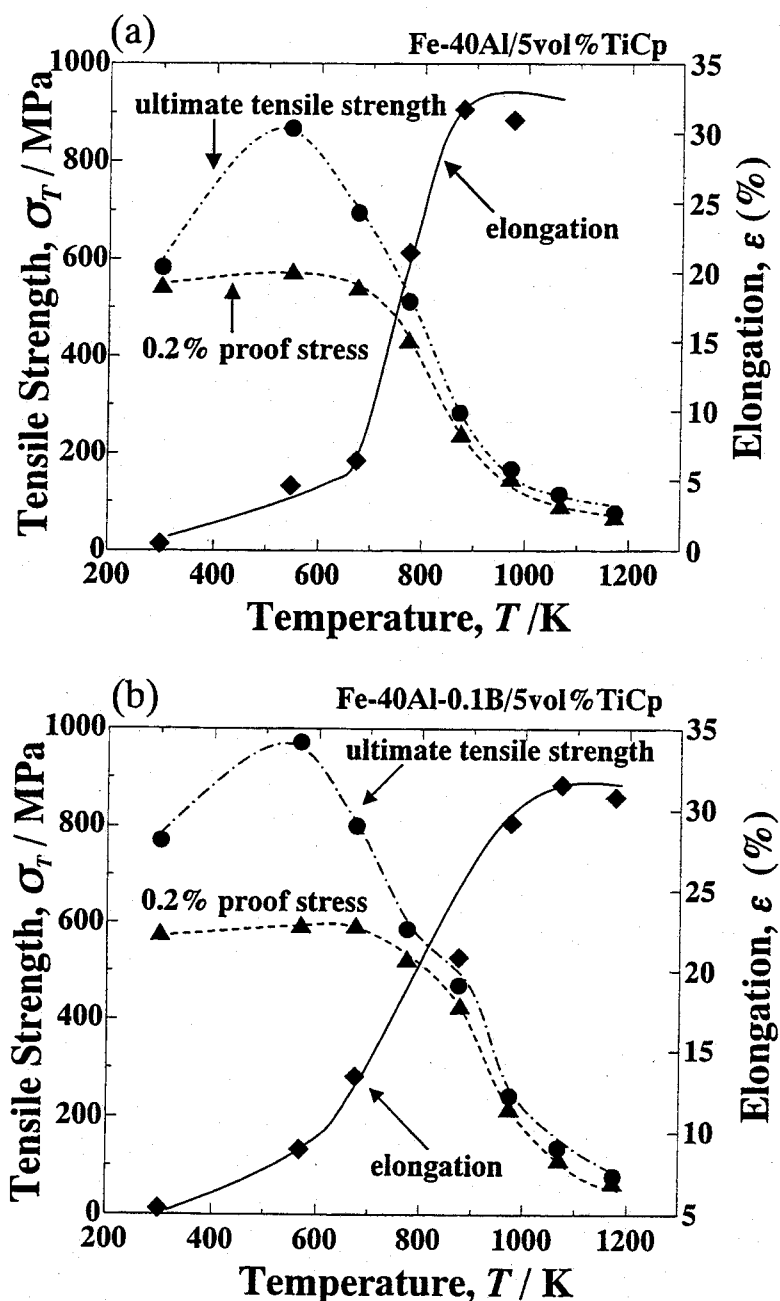 (a)
Fe-40Al/5vol%TiCp
1000
800
600
400
200
0
35
30
25
20
15
10
5
0
ultimate tensile strength
elongation
0.2% proof stress
Tensile Strength, σT / MPa
Elongation, ε (%)
200 400 600 800 1000 1200
Temperature, T /K
(b)
Fe-40Al-0.1B/5vol%TiCp
1000
800
600
400
200
0
35
30
25
20
15
10
5
ultimate tensile strength
0.2% proof stress
elongation
Tensile Strength, σT / MPa
Elongation, ε (%)
200 400 600 800 1000 1200
Temperature, T / K